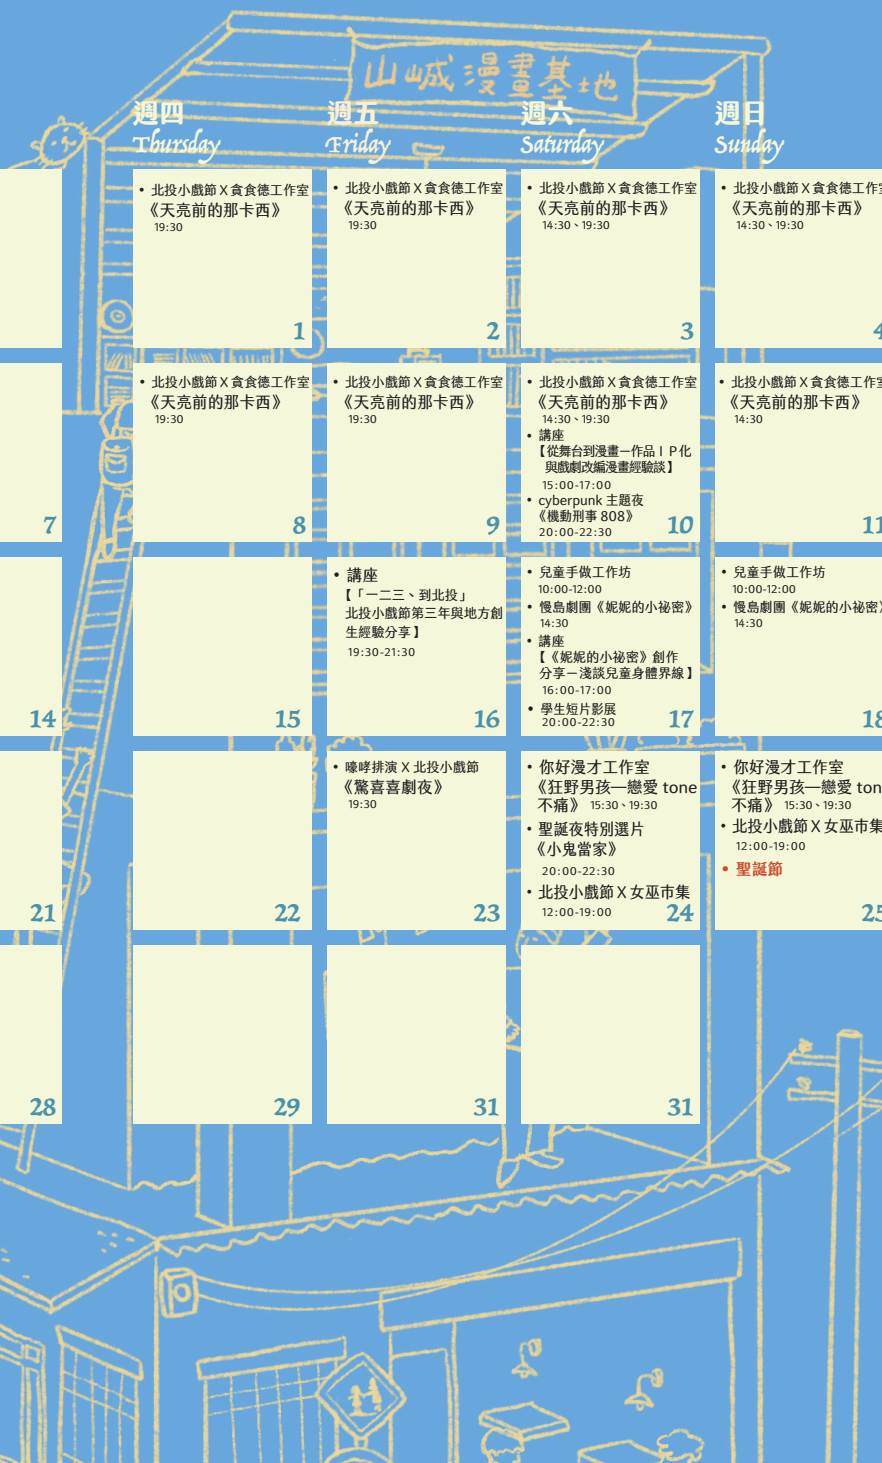 山城漫畫基地
週四
Thursday
週五
Friday
週六
Saturday
週日
Sunday
• 北投小戲節X貪食德工作室
《天亮前的那卡西》
19:30
1
• 北投小戲節X貪食德工作室
《天亮前的那卡西》
19:30
2
• 北投小戲節X貪食德工作室
《天亮前的那卡西》
14:30、19:30
3
• 北投小戲節X貪食德工作室
《天亮前的那卡西》
14:30、19:30
4
7
• 北投小戲節X貪食德工作室
《天亮前的那卡西》
19:30
8
• 北投小戲節X貪食德工作室
《天亮前的那卡西》
19:30
9
• 北投小戲節X貪食德工作室
《天亮前的那卡西》
14:30、19:30
• 講座
【從舞台到漫畫－作品ＩＰ化
與戲劇改編漫畫經驗談】
15:00-17:00
• cyberpunk 主題夜
《機動刑事 808》
20:00-22:30
10
• 北投小戲節X貪食德工作室
《天亮前的那卡西》
14:30
11
14
15
• 講座
【「一二三、到北投」
北投小戲節第三年與地方創
生經驗分享】
19:30-21:30
16
• 兒童手做工作坊
10:00-12:00
• 慢島劇團《妮妮的小祕密》
14:30
• 講座
【《妮妮的小祕密》創作
分享－淺談兒童身體界線】
16:00-17:00
• 學生短片影展
20:00-22:30
17
• 兒童手做工作坊
10:00-12:00
• 慢島劇團《妮妮的小祕密》
14:30
18
21
22
• 嚎哮排演 X 北投小戲節
《驚喜喜劇夜》
19:30
23
• 你好漫才工作室
《狂野男孩—戀愛 tone
不痛》 15:30、19:30
• 聖誕夜特別選片
《小鬼當家》
20:00-22:30
• 北投小戲節X女巫市集
12:00-19:00
24
• 你好漫才工作室
《狂野男孩—戀愛 ton
不痛》 15:30、19:30
• 北投小戲節X女巫市集
12:00-19:00
• 聖誕節
25
28
29
31
31